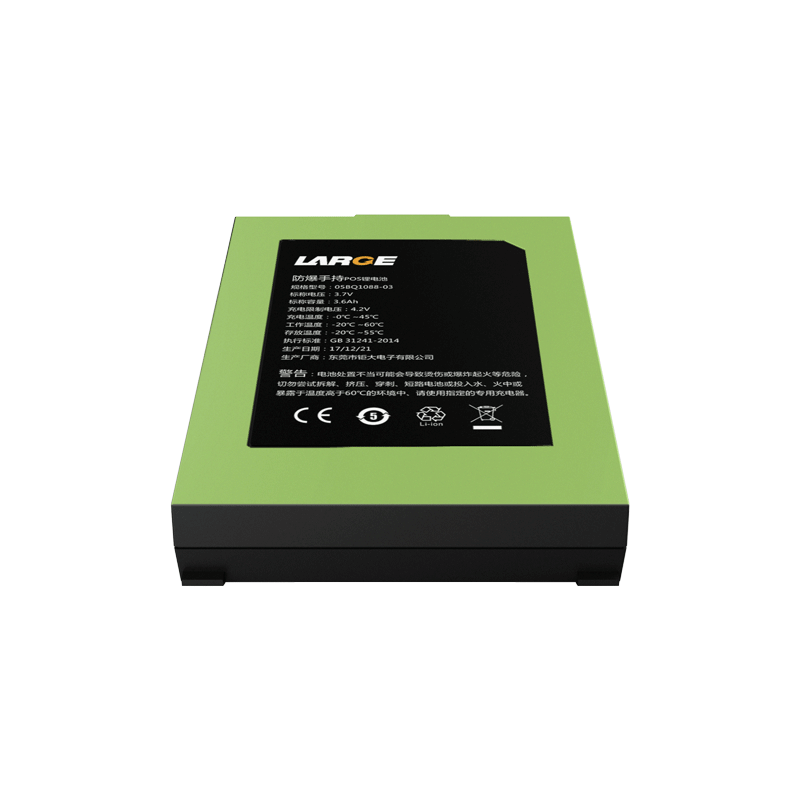 LARGE
防爆手持POS锂电池
规格型号：05BQ1088-03
标称电压：3.7V
标称容量：3.6Ah
充电限制电压：4.2V
充电温度：-0℃ ~45℃
工作温度：-20℃ ~60℃
存放温度：-20℃ ~55℃
执行标准：GB 31241-2014
生产日期：17/12/21
生产厂商：东莞市钜大电子有限公司
警告：电池处置不当可能会导致烫伤或爆炸起火等危险，
切勿尝试拆解、挤压、穿刺、短路电池或投入水、火中或
暴露于温度高于60℃的环境中、请使用指定的专用充电器。
CE 5
Li-ion